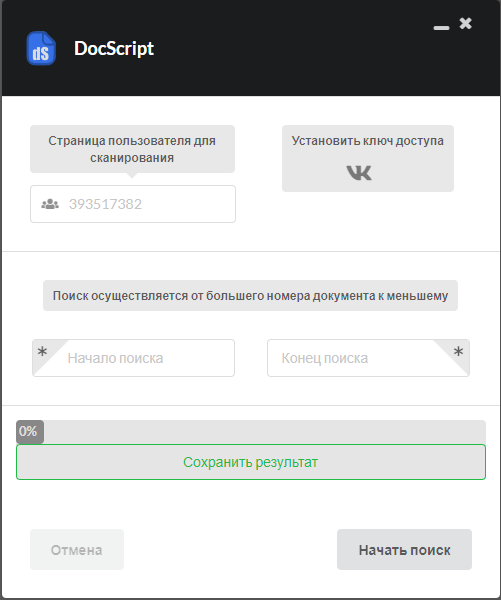 dS
DocScript
Страница пользователя для
сканирования
Установить ключ доступа
393517382
Поиск осуществляется от большего номера документа к меньшему
* Начало поиска
Конец поиска *
0%
Сохранить результат
Отмена
Начать поиск